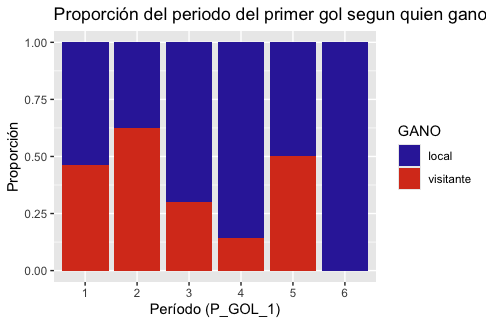 Proporción del periodo del primer gol segun quien gano
1.00
0.75
0.50
0.25
0.00
Proporción
1 2 3 4 5 6
Período (P_GOL_1)
GANO
local
visitante